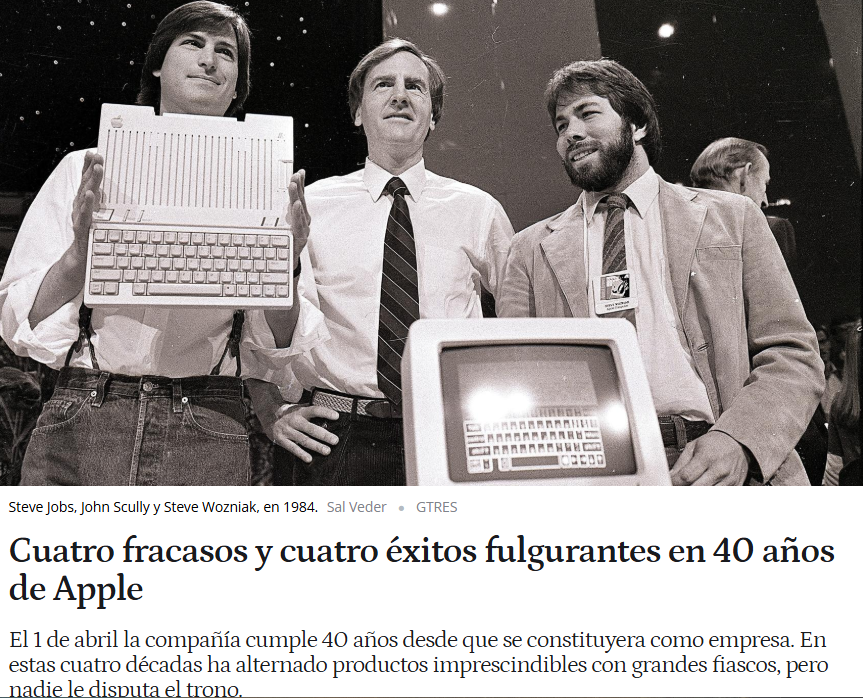 Steve Jobs, John Scully y Steve Wozniak, en 1984. Sal Veder • GTRES
Cuatro fracasos y cuatro éxitos fulgurantes en 40 años
de Apple
El 1 de abril la compañía cumple 40 años desde que se constituyera como empresa. En
estas cuatro décadas ha alternado productos imprescindibles con grandes fiascos, pero
nadie le disputa el trono.